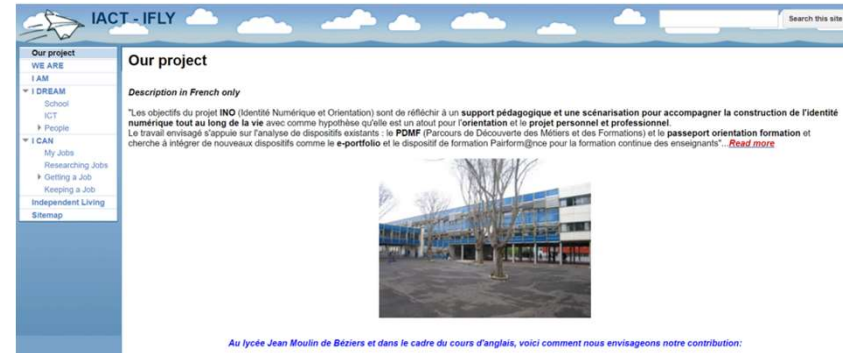 IACT - IFLY
Search this site
Our project
WE ARE
I AM
I DREAM
School
ICT
People
I CAN
My Jobs
Researching Jobs
Getting a Job
Keeping a Job
Independent Living
Sitemap
Our project
Description in French only
"Les objectifs du projet INO (Identité Numérique et Orientation) sont de réfléchir à un support pédagogique et une scénarisation pour accompagner la construction de l'identité
numérique tout au long de la vie avec comme hypothèse qu'elle est un atout pour l'orientation et le projet personnel et professionnel.
Le travail envisagé s'appuie sur l'analyse de dispositifs existants : le PDMF (Parcours de Découverte des Métiers et des Formations) et le passeport orientation formation et
cherche à intégrer de nouveaux dispositifs comme le e-portfolio et le dispositif de formation Pairform@nce pour la formation continue des enseignants"...Read more
Au lycée Jean Moulin de Béziers et dans le cadre du cours d'anglais, voici comment nous envisageons notre contribution: